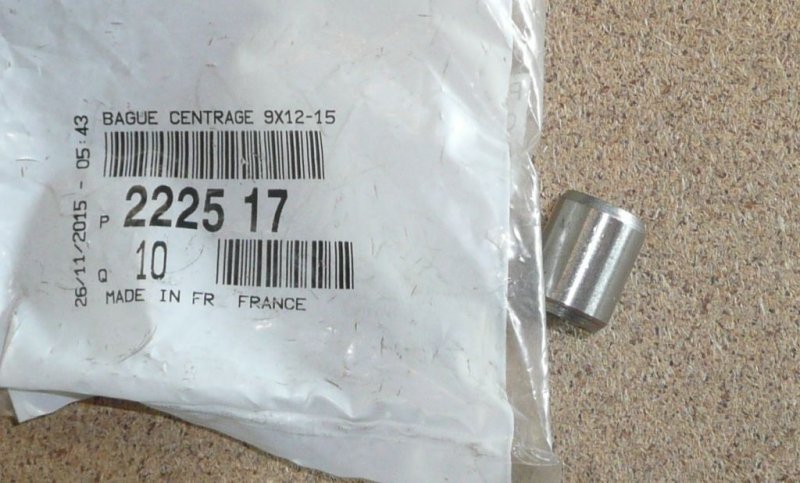 BAGUE CENTRAGE 9X12-15
P 2225 17
Q 10
MADE IN FR FRANCE
26/11/2015 - 05:43